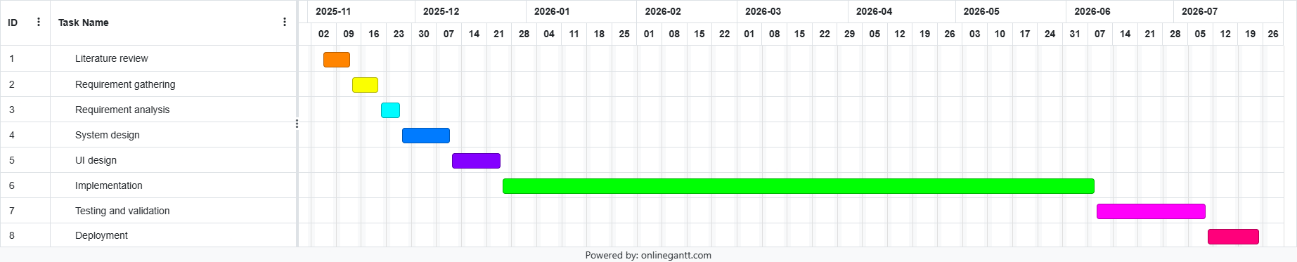 ID Task Name 2025-11 2025-12 2026-01 2026-02 2026-03 2026-04 2026-05 2026-06 2026-07
02 09 16 23 30 07 14 21 28 04 11 18 25 01 08 15 22 01 08 15 22 29 05 12 19 26 03 10 17 24 31 07 14 21 28 05 12 19 26
1 Literature review
2 Requirement gathering
3 Requirement analysis
4 System design
5 UI design
6 Implementation
7 Testing and validation
8 Deployment
Powered by: onlinegantt.com